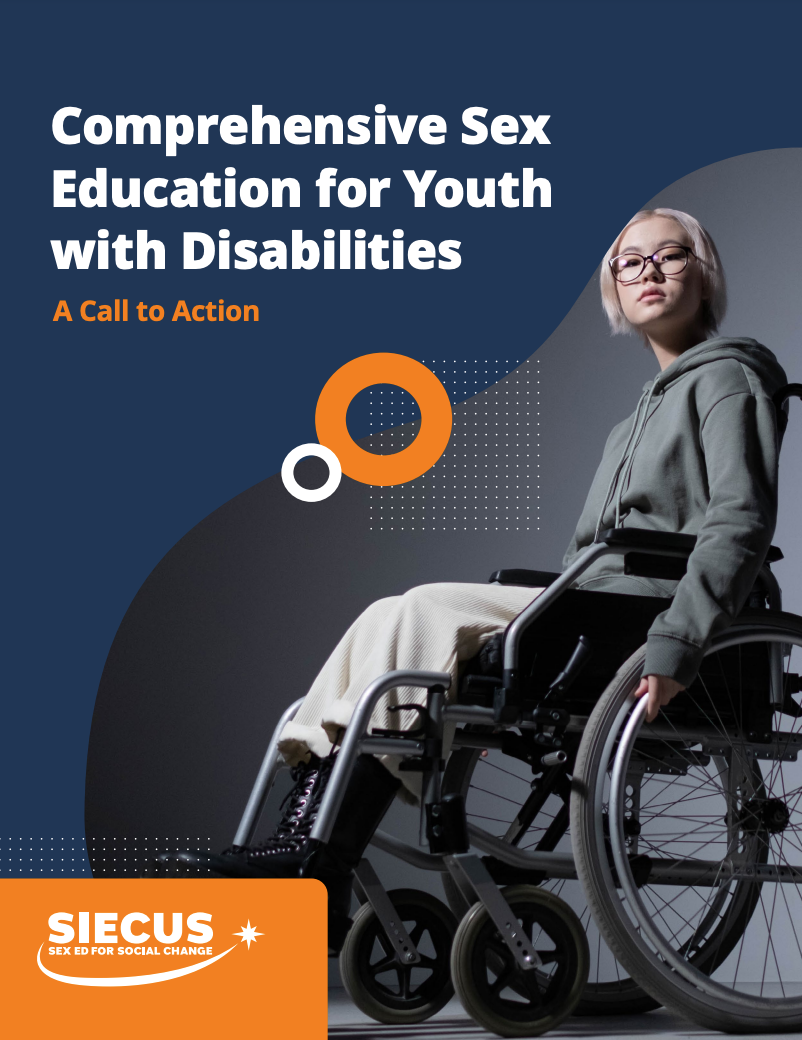 Comprehensive Sex
Education for Youth
with Disabilities
A Call to Action
SIECUS
SEX ED FOR SOCIAL CHANGE